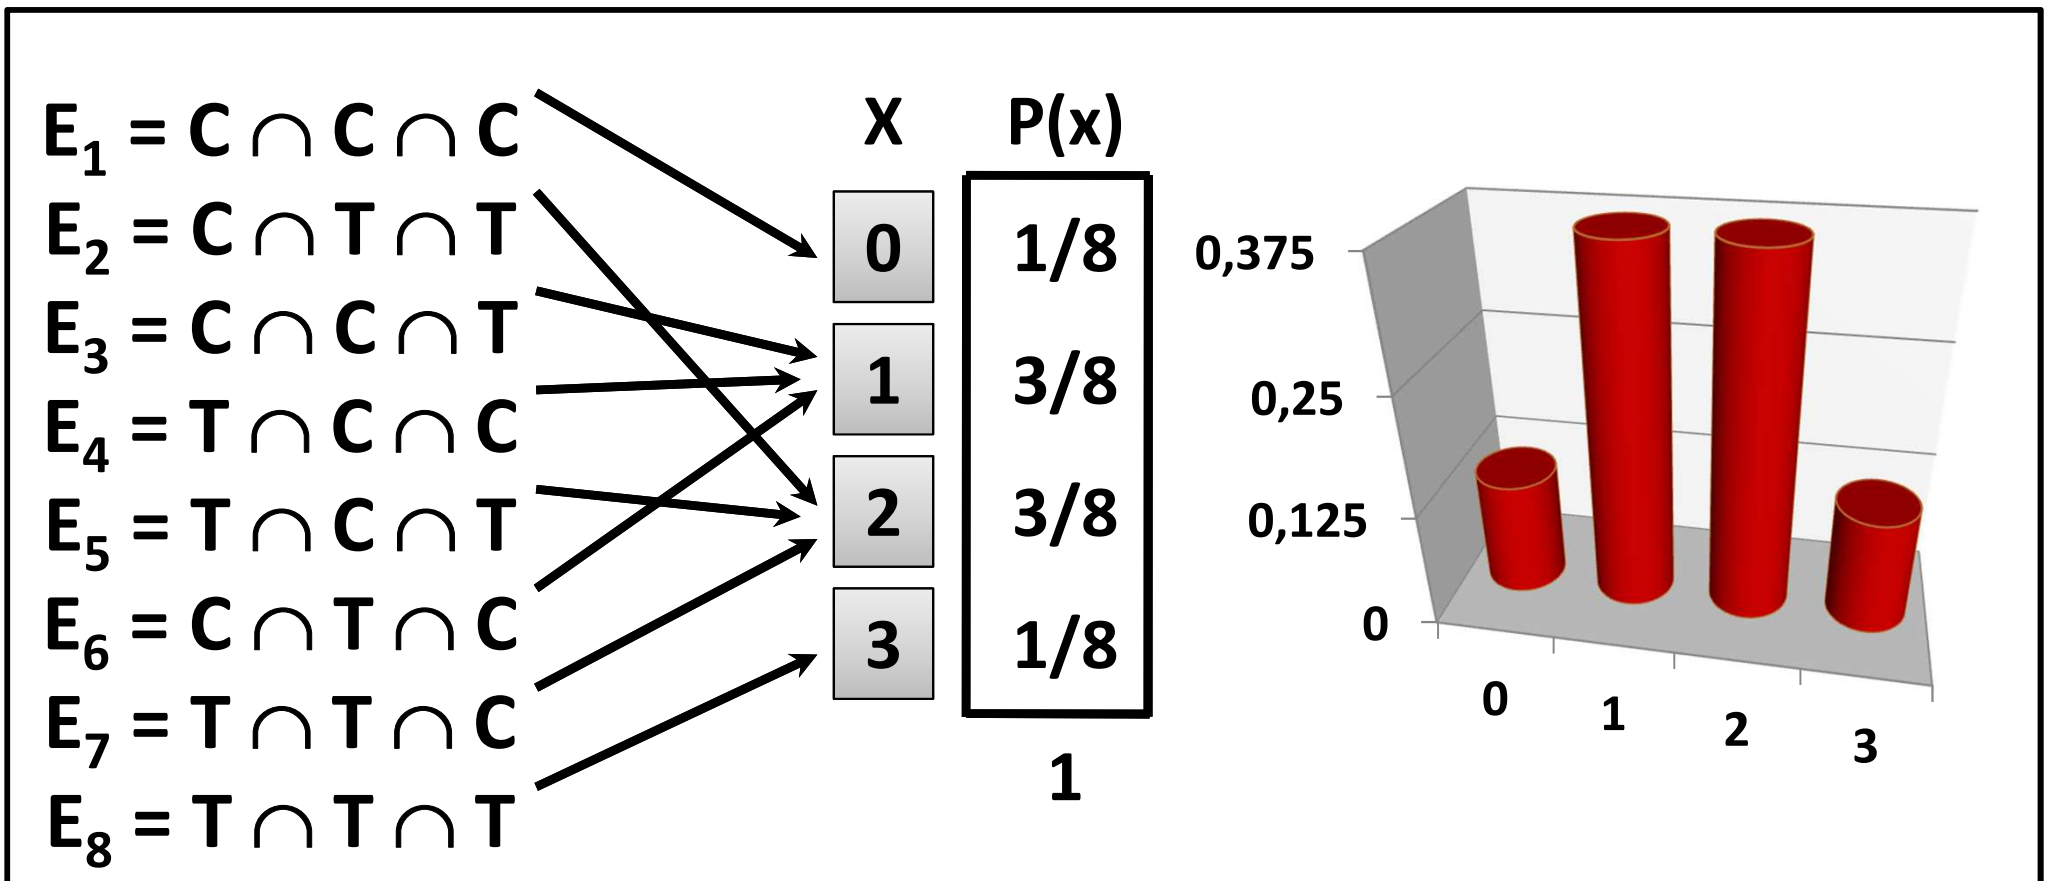 E₁ = C ∩ C ∩ C
E₂ = C ∩ T ∩ T
E₃ = C ∩ C ∩ T
E₄ = T ∩ C ∩ C
E₅ = T ∩ C ∩ T
E₆ = C ∩ T ∩ C
E₇ = T ∩ T ∩ C
E₈ = T ∩ T ∩ T
X P(x)
0 1/8
1 3/8
2 3/8
3 1/8
1
0,375
0,25
0,125
0
0 1 2 3